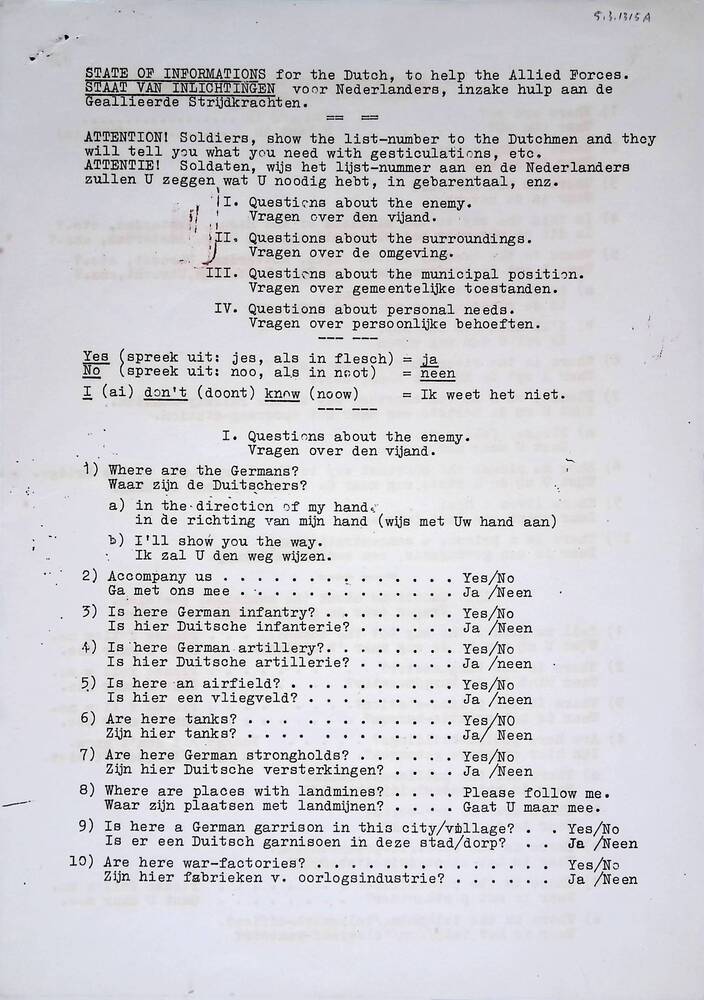 5.3.1315A
STATE OF INFORMATIONS for the Dutch, to help the Allied Forces.
STAAT VAN INLICHTINGEN voor Nederlanders, inzake hulp aan de
Geallieerde Strijdkrachten.
== ==
ATTENTION! Soldiers, show the list-number to the Dutchmen and they
will tell you what you need with gesticulations, etc.
ATTENTIE! Soldaten, wijs het lijst-nummer aan en de Nederlanders
zullen U zeggen wat U noodig hebt, in gebarentaal, enz.
I. Questions about the enemy.
Vragen over den vijand.
II. Questions about the surroundings.
Vragen over de omgeving.
III. Questions about the municipal position.
Vragen over gemeentelijke toestanden.
IV. Questions about personal needs.
Vragen over persoonlijke behoeften.
--- ---
Yes (spreek uit: jes, als in flesch) = ja
No (spreek uit: noo, als in noot) = neen
I (ai) don't (doont) know (noow) = Ik weet het niet.
--- ---
I. Questions about the enemy.
Vragen over den vijand.
1) Where are the Germans?
Waar zijn de Duitschers?
a) in the direction of my hand.
in de richting van mijn hand (wijs met Uw hand aan)
b) I'll show you the way.
Ik zal U den weg wijzen.
2) Accompany us . . . . . . . . . . . . . . Yes/No
Ga met ons mee . . . . . . . . . . . . . Ja /Neen
3) Is here German infantry? . . . . . . . . Yes/No
Is hier Duitsche infanterie? . . . . . . Ja /Neen
4) Is here German artillery?. . . . . . . . Yes/No
Is hier Duitsche artillerie? . . . . . . Ja /neen
5) Is here an airfield? . . . . . . . . . . Yes/No
Is hier een vliegveld? . . . . . . . . . Ja /neen
6) Are here tanks? . . . . . . . . . . . . Yes/NO
Zijn hier tanks? . . . . . . . . . . . . Ja/ Neen
7) Are here German strongholds? . . . . . . Yes/No
Zijn hier Duitsche versterkingen? . . . . Ja /Neen
8) Where are places with landmines? . . . . Please follow me.
Waar zijn plaatsen met landmijnen? . . . . Gaat U maar mee.
9) Is here a German garrison in this city/village? . . Yes/No
Is er een Duitsch garnisoen in deze stad/dorp? . . Ja /Neen
10) Are here war-factories? . . . . . . . . . . . . . . Yes/No
Zijn hier fabrieken v. oorlogsindustrie? . . . . . . Ja /Neen